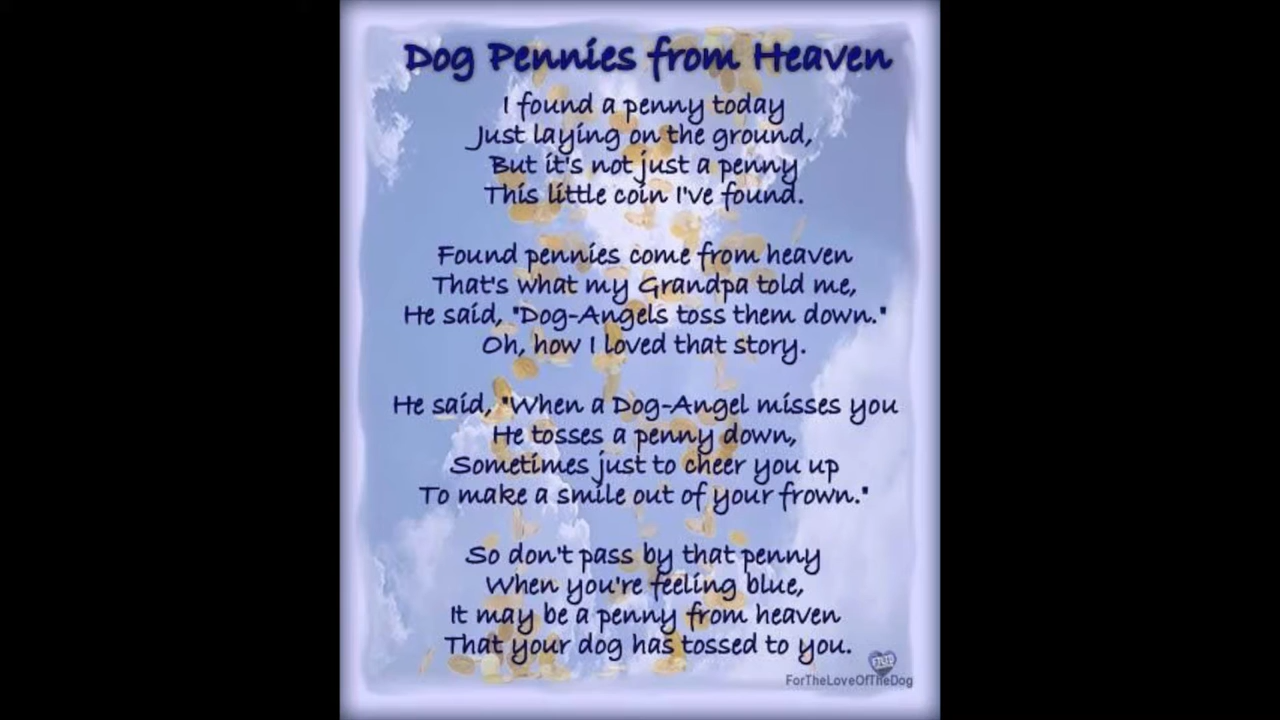 Dog Pennies from Heaven
I found a penny today
Just laying on the ground,
But it's not just a penny
This little coin I've found.
Found pennies come from heaven
That's what my Grandpa told me,
He said, "Dog-Angels toss them down."
Oh, how I loved that story.
He said, "When a Dog-Angel misses you
He tosses a penny down,
Sometimes just to cheer you up
To make a smile out of your frown."
So don't pass by that penny
When you're feeling blue,
It may be a penny from heaven
That your dog has tossed to you.
ForTheLoveOfTheDog